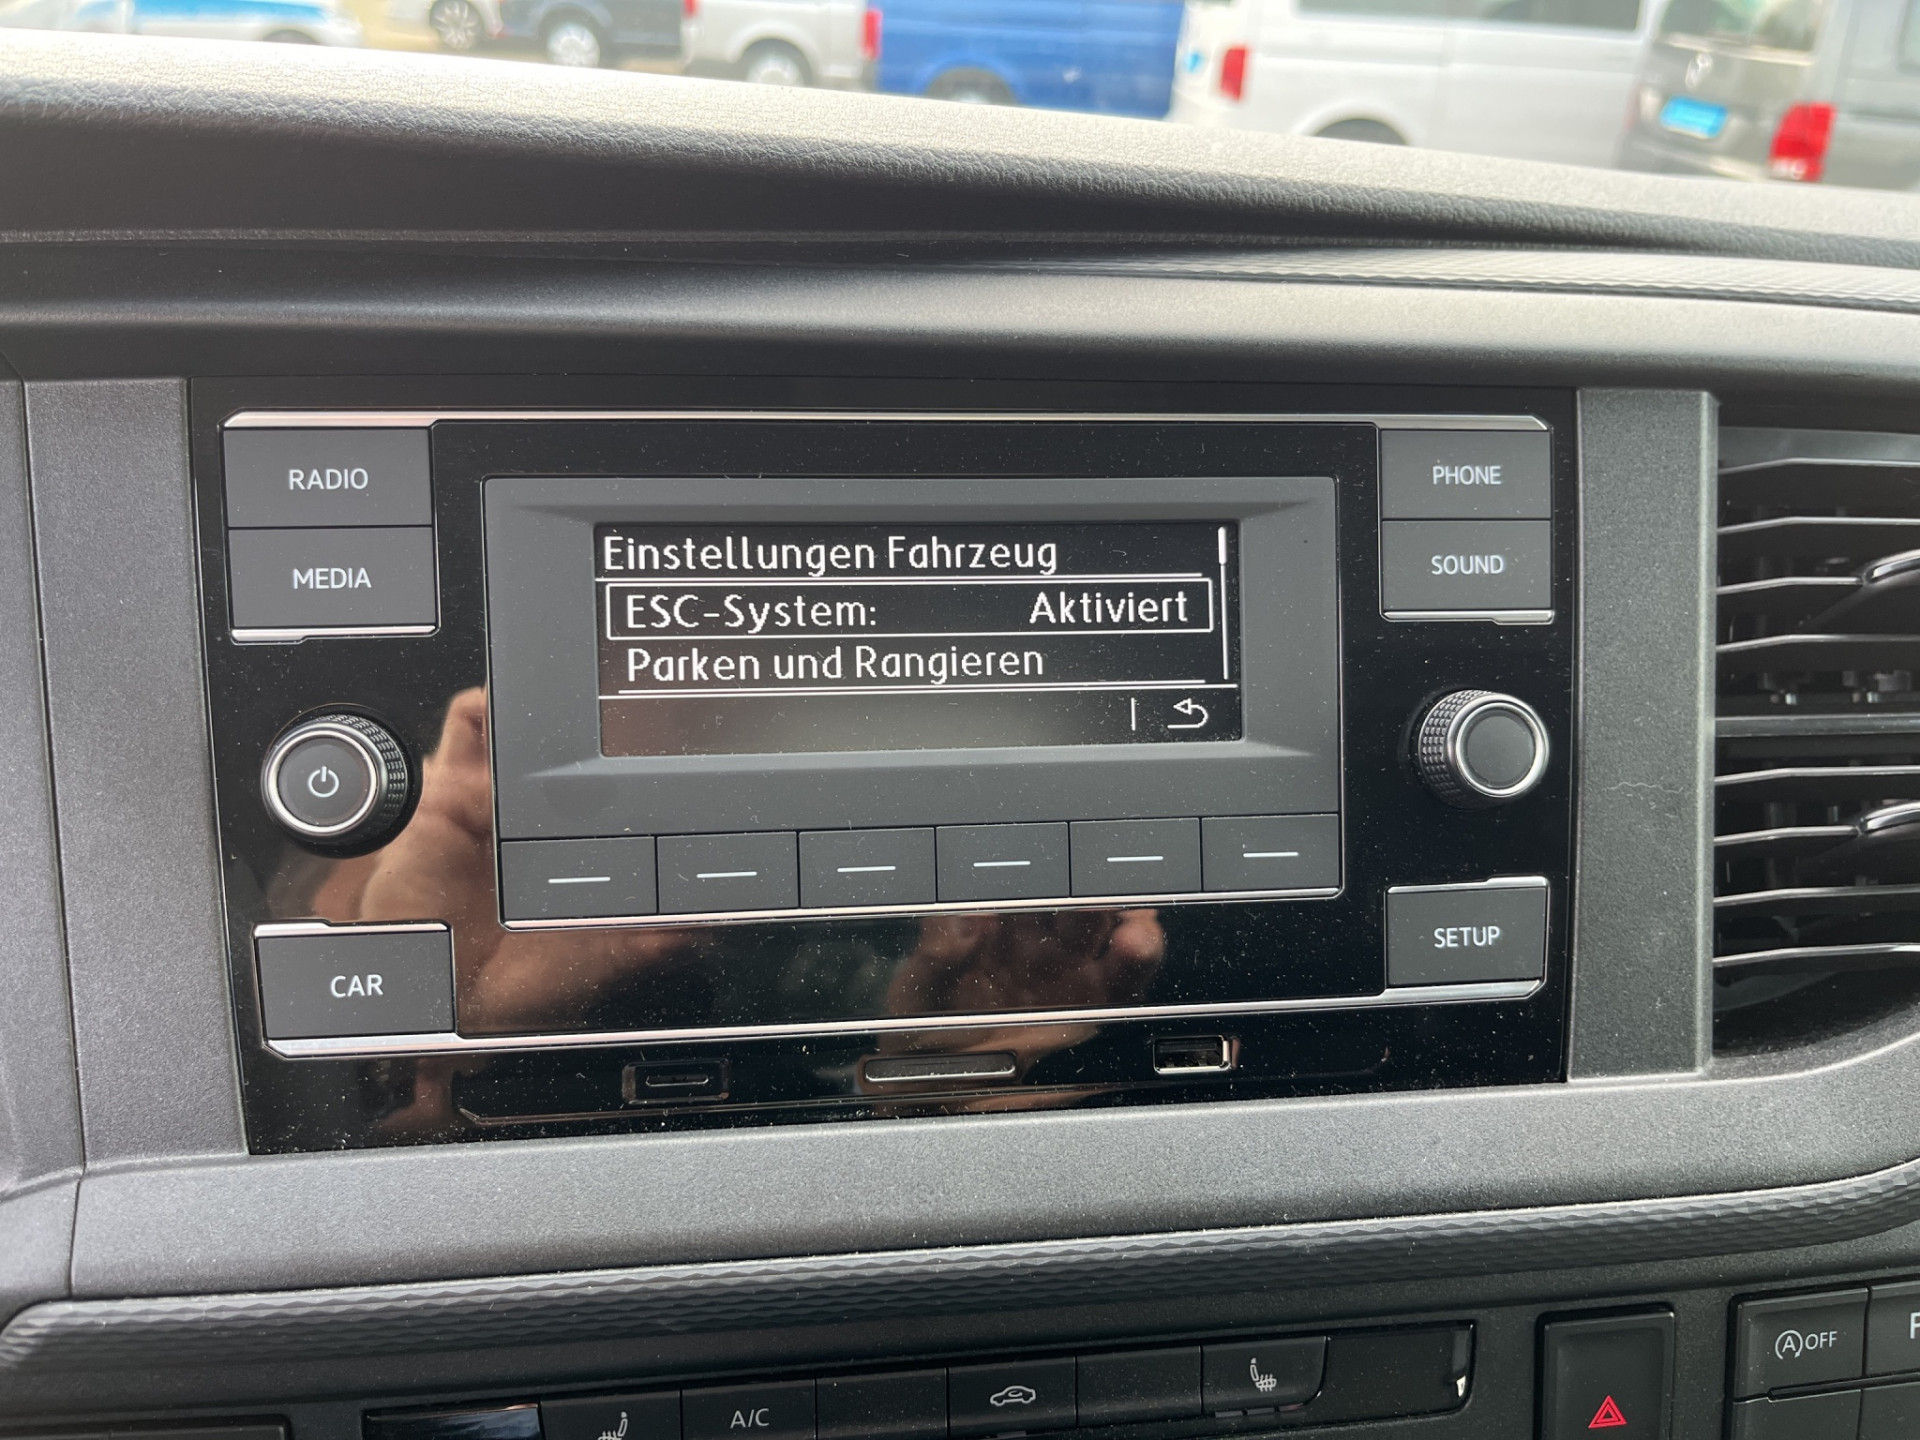 RADIO
MEDIA
Einstellungen Fahrzeug
ESC-System: Aktiviert
Parken und Rangieren
PHONE
SOUND
CAR
SETUP
A/C
A OFF